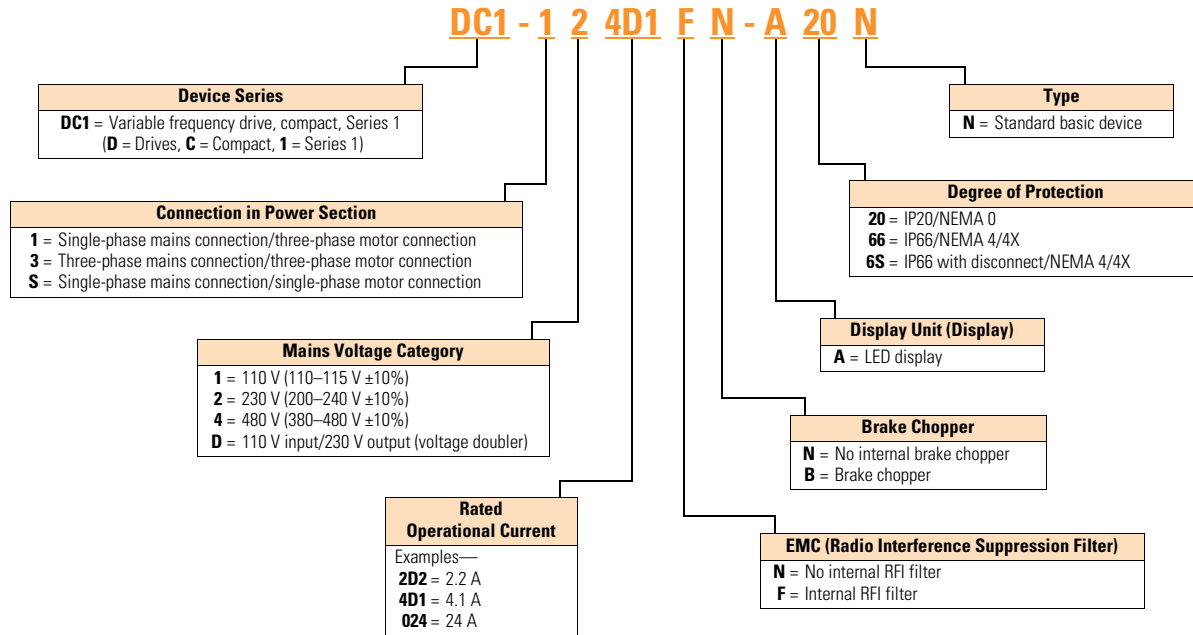 DC1 - 1 2 4D1 F N - A 20 N
Device Series
DC1 = Variable frequency drive, compact, Series 1
(D = Drives, C = Compact, 1 = Series 1)
Connection in Power Section
1 = Single-phase mains connection/three-phase motor connection
3 = Three-phase mains connection/three-phase motor connection
S = Single-phase mains connection/single-phase motor connection
Mains Voltage Category
1 = 110 V (110–115 V ±10%)
2 = 230 V (200–240 V ±10%)
4 = 480 V (380–480 V ±10%)
D = 110 V input/230 V output (voltage doubler)
Rated
Operational Current
Examples—
2D2 = 2.2 A
4D1 = 4.1 A
024 = 24 A
Type
N = Standard basic device
Degree of Protection
20 = IP20/NEMA 0
66 = IP66/NEMA 4/4X
6S = IP66 with disconnect/NEMA 4/4X
Display Unit (Display)
A = LED display
Brake Chopper
N = No internal brake chopper
B = Brake chopper
EMC (Radio Interference Suppression Filter)
N = No internal RFI filter
F = Internal RFI filter